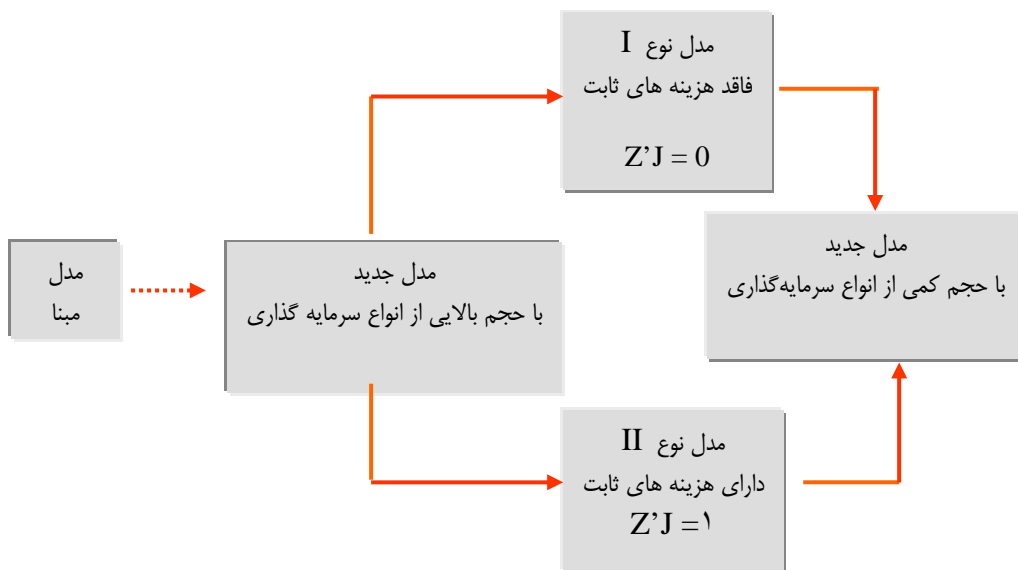 مدل نوع I
فاقد هزینه های ثابت
Z’J = 0
مدل
مبنا
مدل جدید
با حجم بالایی از انواع سرمایه گذاری
مدل جدید
با حجم کمی از انواع سرمایه‌گذاری
مدل نوع II
دارای هزینه های ثابت
Z’J =۱